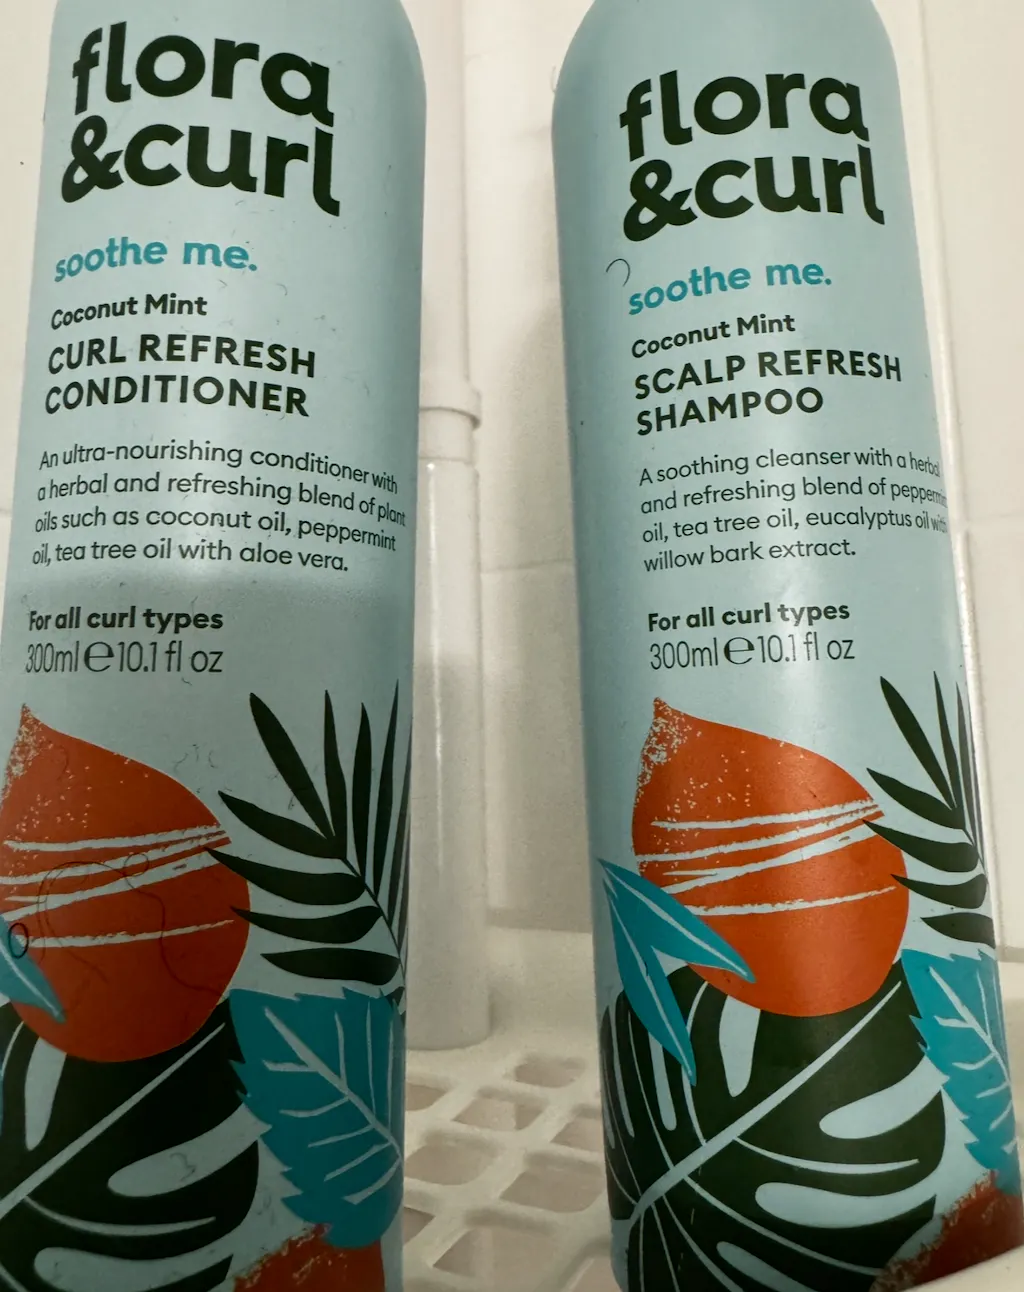 flora
&curl
soothe me.
Coconut Mint
CURL REFRESH
CONDITIONER
An ultra-nourishing conditioner with
a herbal and refreshing blend of plant
oils such as coconut oil, peppermint
oil, tea tree oil with aloe vera.
For all curl types
300ml℮10.1 fl oz
flora
&curl
soothe me.
Coconut Mint
SCALP REFRESH
SHAMPOO
A soothing cleanser with a herbal
and refreshing blend of peppermint
oil, tea tree oil, eucalyptus oil with
willow bark extract.
For all curl types
300ml℮10.1 fl oz